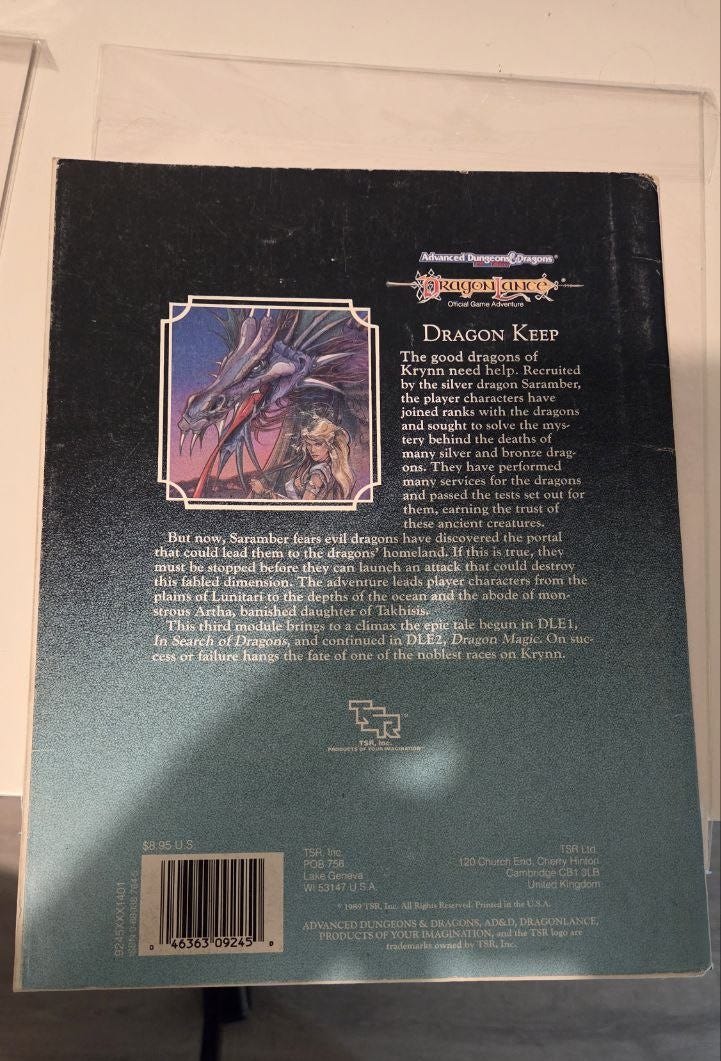 Advanced Dungeons & Dragons®
DRAGONLANCE®
Official Game Adventure
DRAGON KEEP
The good dragons of
Krynn need help. Recruited
by the silver dragon Saramber,
the player characters have
joined ranks with the dragons
and sought to solve the mys-
tery behind the deaths of
many silver and bronze drag-
ons. They have performed
many services for the dragons
and passed the tests set out for
them, earning the trust of
these ancient creatures.
But now, Saramber fears evil dragons have discovered the portal
that could lead them to the dragons' homeland. If this is true, they
must be stopped before they can launch an attack that could destroy
this fabled dimension. The adventure leads player characters from the
plains of Lunitari to the depths of the ocean and the abode of mon-
strous Artha, banished daughter of Takhisis.
This third module brings to a climax the epic tale begun in DLE1,
In Search of Dragons, and continued in DLE2, Dragon Magic. On suc-
cess or failure hangs the fate of one of the noblest races on Krynn.
TSR™
TSR, Inc.
PRODUCTS OF YOUR IMAGINATION™
$8.95 U.S.
9245XXX1401
0 46363 09245 0
TSR, Inc.
POB 756
Lake Geneva
WI 53147 U.S.A.
TSR Ltd.
120 Church End, Cherry Hinton
Cambridge CB1 3LB
United Kingdom
© 1989 TSR, Inc. All Rights Reserved. Printed in the U.S.A.
ADVANCED DUNGEONS & DRAGONS, AD&D, DRAGONLANCE,
PRODUCTS OF YOUR IMAGINATION, and the TSR logo are
trademarks owned by TSR, Inc.